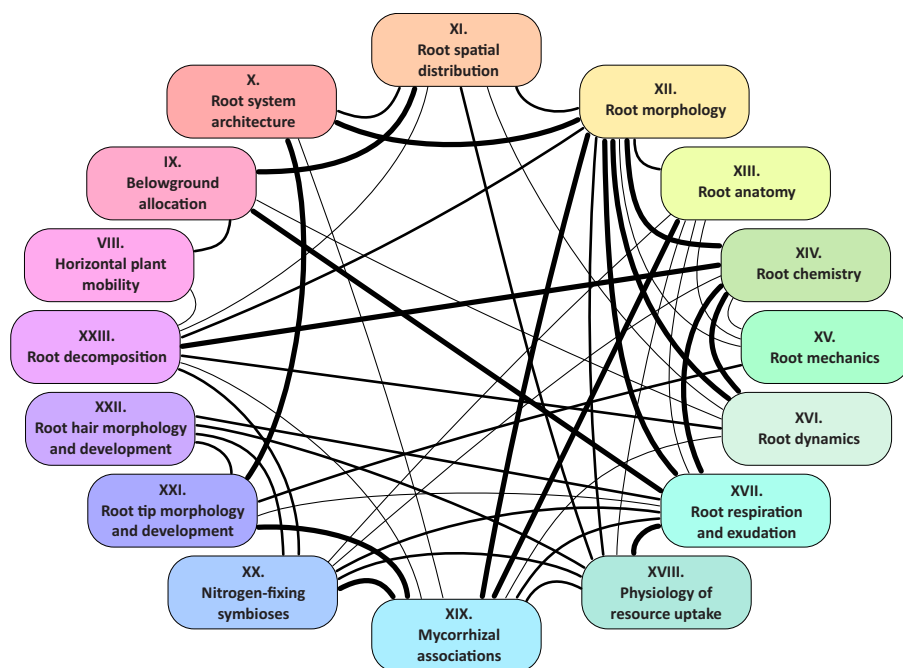 XI.
Root spatial
distribution
XII.
Root morphology
XIII.
Root anatomy
XIV.
Root chemistry
XV.
Root mechanics
XVI.
Root dynamics
XVII.
Root respiration
and exudation
XVIII.
Physiology of
resource uptake
XIX.
Mycorrhizal
associations
XX.
Nitrogen-fixing
symbioses
XXI.
Root tip morphology
and development
XXII.
Root hair morphology
and development
XXIII.
Root decomposition
VIII.
Horizontal plant
mobility
IX.
Belowground
allocation
X.
Root system
architecture